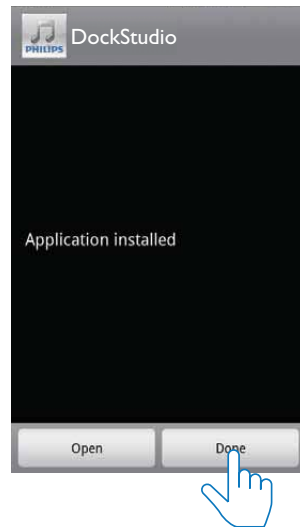 PHILIPS
DockStudio
Application installed
Open
Done